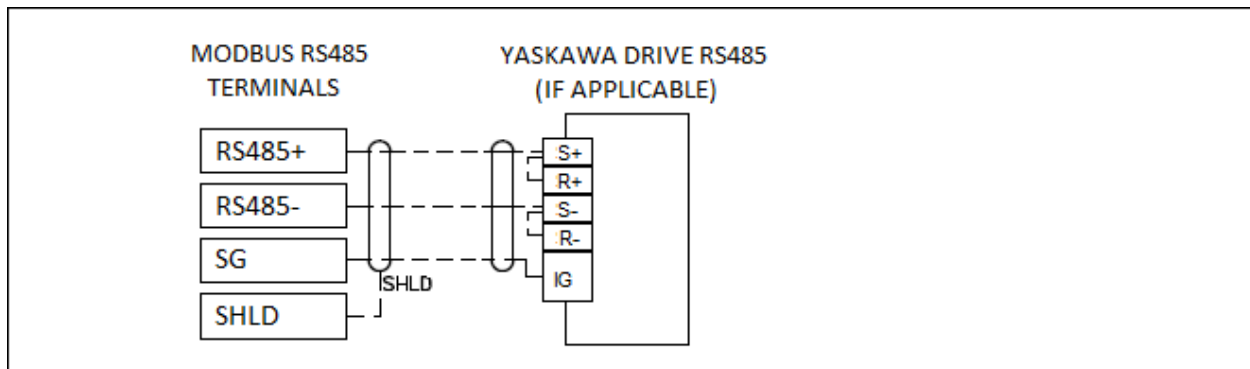 MODBUS RS485
TERMINALS
YASKAWA DRIVE RS485
(IF APPLICABLE)
RS485+
RS485-
SG
SHLD
SHLD
S+
R+
S-
R-
IG